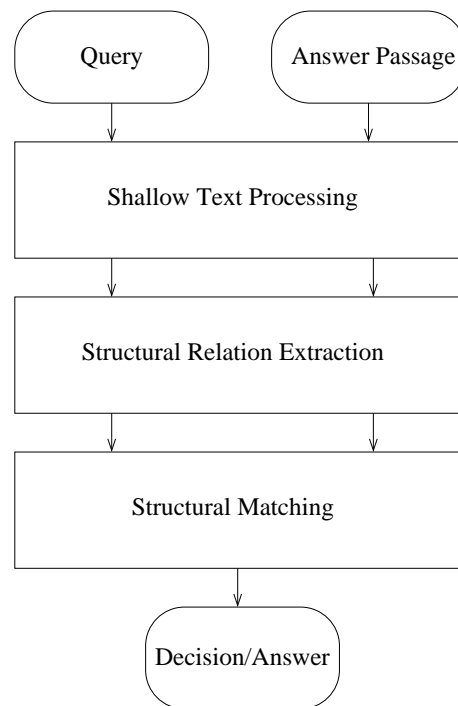 Query
Answer Passage
Shallow Text Processing
Structural Relation Extraction
Structural Matching
Decision/Answer